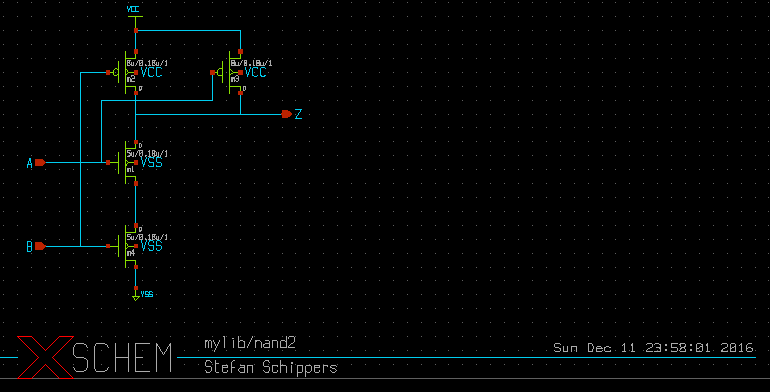 VCC
8u/0.18u/1
VCC
m2
D
8u/0.18u/1
VCC
m3
D
Z
D
5u/0.18u/1
A
VSS
m1
D
5u/0.18u/1
B
VSS
m4
VSS
XSCHEM
mylib/nand2
Stefan Schippers
Sun Dec 11 23:58:01 2016